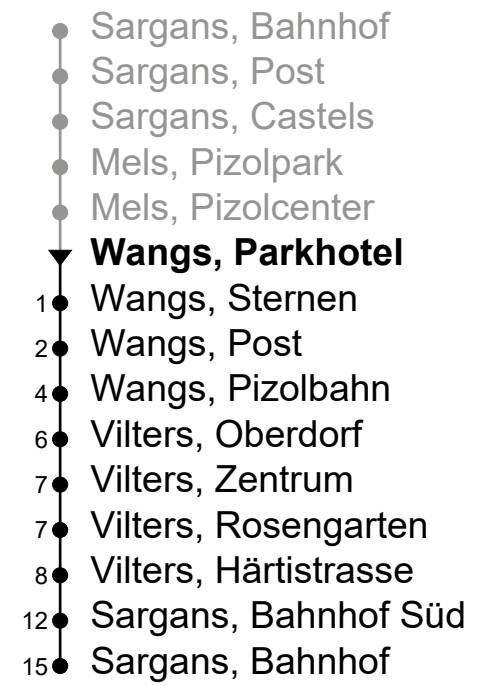 Sargans, Bahnhof
Sargans, Post
Sargans, Castels
Mels, Pizolpark
Mels, Pizolcenter
Wangs, Parkhotel
1 Wangs, Sternen
2 Wangs, Post
4 Wangs, Pizolbahn
6 Vilters, Oberdorf
7 Vilters, Zentrum
7 Vilters, Rosengarten
8 Vilters, Härtistrasse
12 Sargans, Bahnhof Süd
15 Sargans, Bahnhof